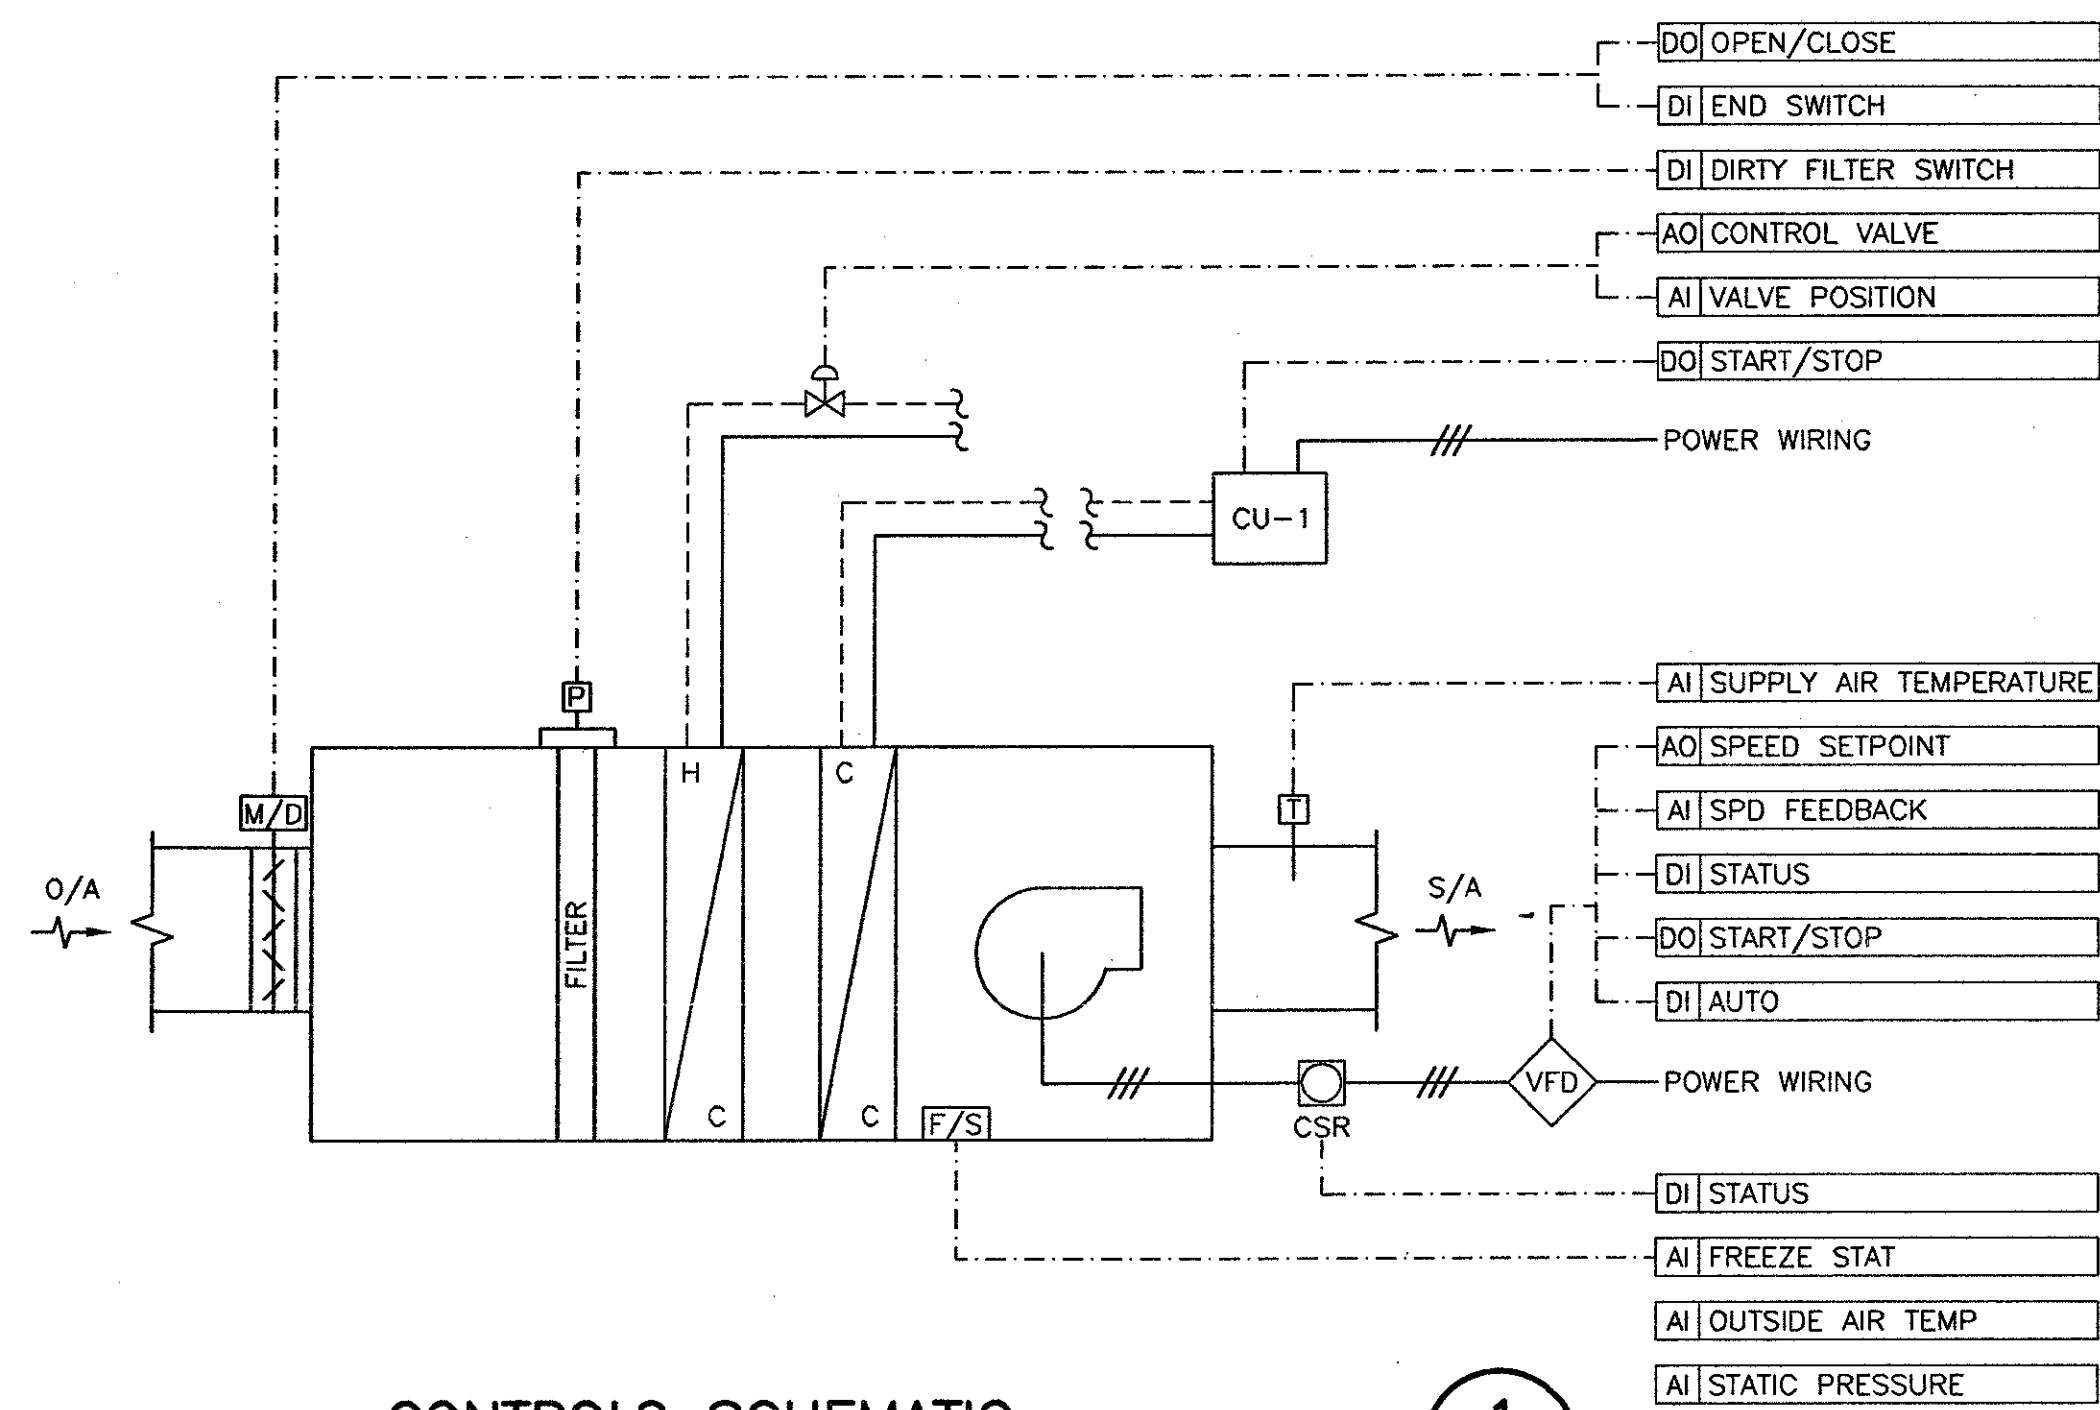 DO OPEN/CLOSE
DI END SWITCH
DI DIRTY FILTER SWITCH
AO CONTROL VALVE
AI VALVE POSITION
DO START/STOP
POWER WIRING
CU-1
AI SUPPLY AIR TEMPERATURE
P
AO SPEED SETPOINT
H
C
M/D
T
AI SPD FEEDBACK
O/A
S/A
DI STATUS
FILTER
DO START/STOP
DI AUTO
VFD
POWER WIRING
C
C
F/S
CSR
DI STATUS
AI FREEZE STAT
AI OUTSIDE AIR TEMP
AI STATIC PRESSURE
CONTROLS SCHEMATIC
1